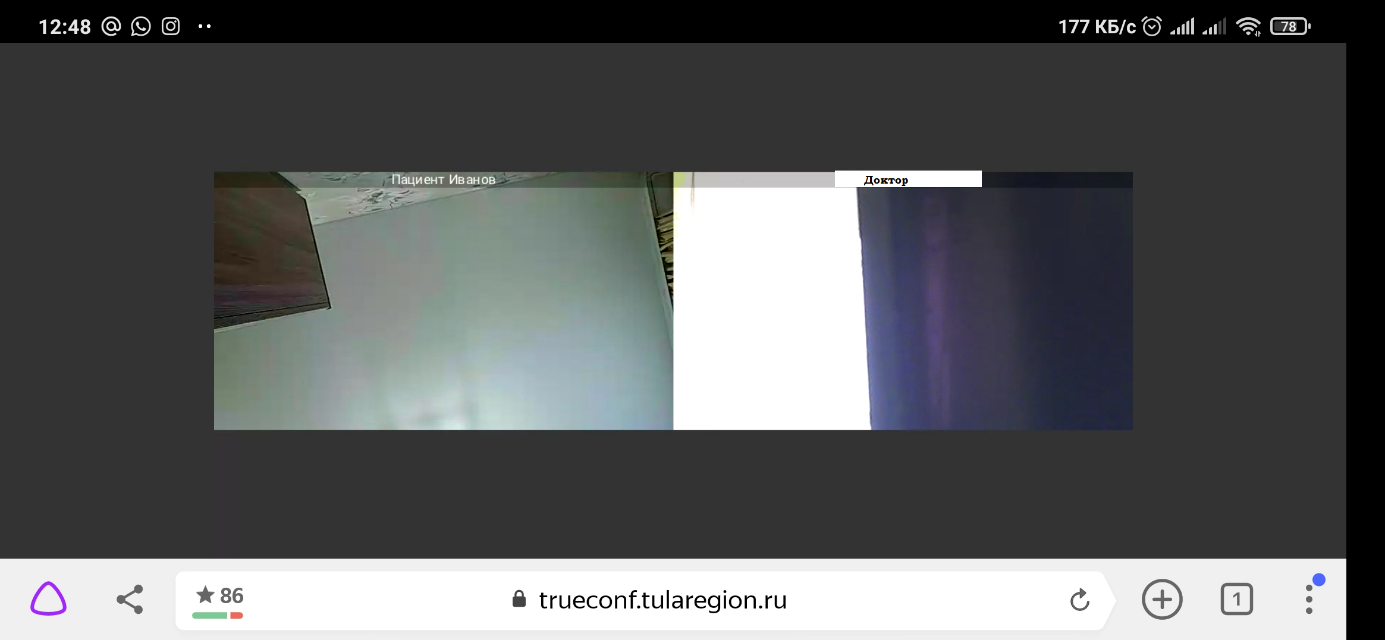 12:48
177 КБ/с
78
Пациент Иванов
Доктор
86
trueconf.tularegion.ru
1